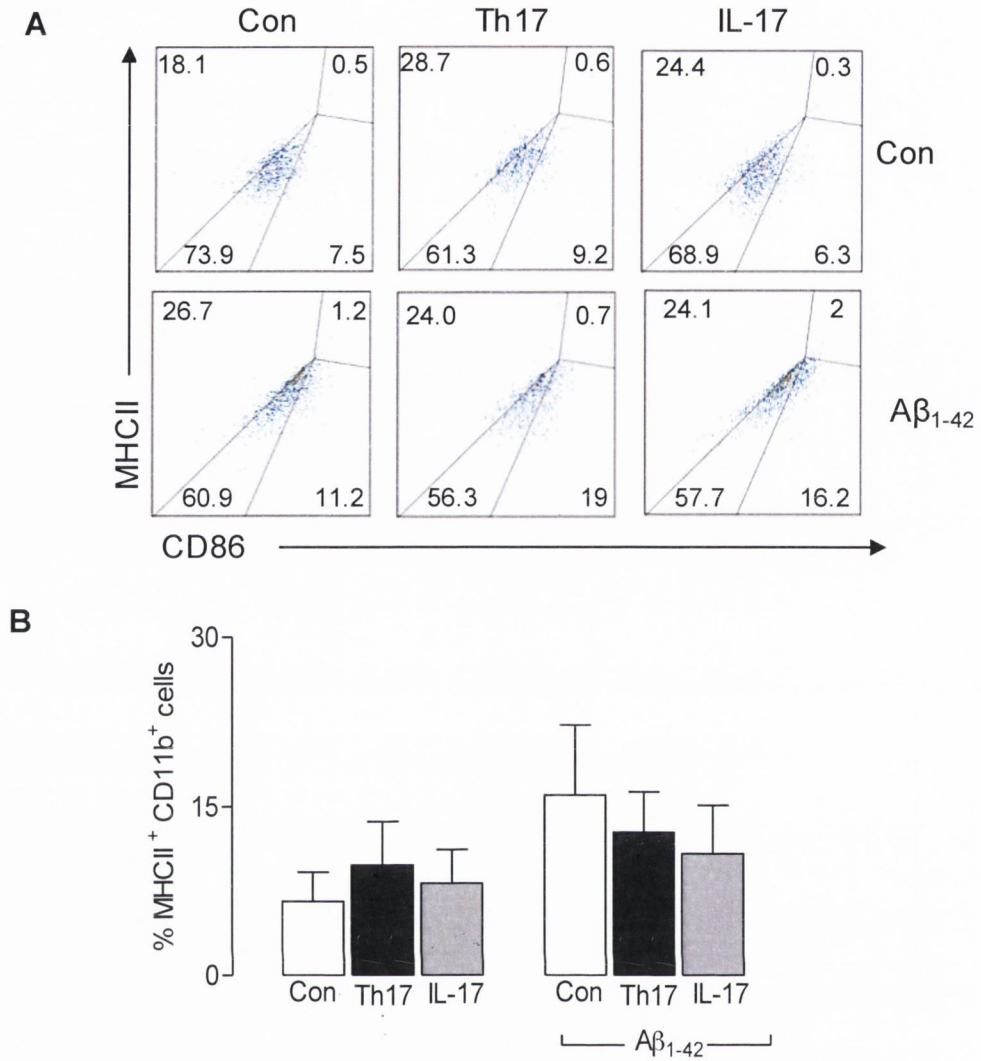 A
Con Th17 IL-17
18.1 0.5 28.7 0.6 24.4 0.3
Con
73.9 7.5 61.3 9.2 68.9 6.3
26.7 1.2 24.0 0.7 24.1 2
Aβ1-42
60.9 11.2 56.3 19 57.7 16.2
MHCII
CD86
B
% MHCII+ CD11b+ cells
30
15
0
Con Th17 IL-17 Con Th17 IL-17
Aβ1-42